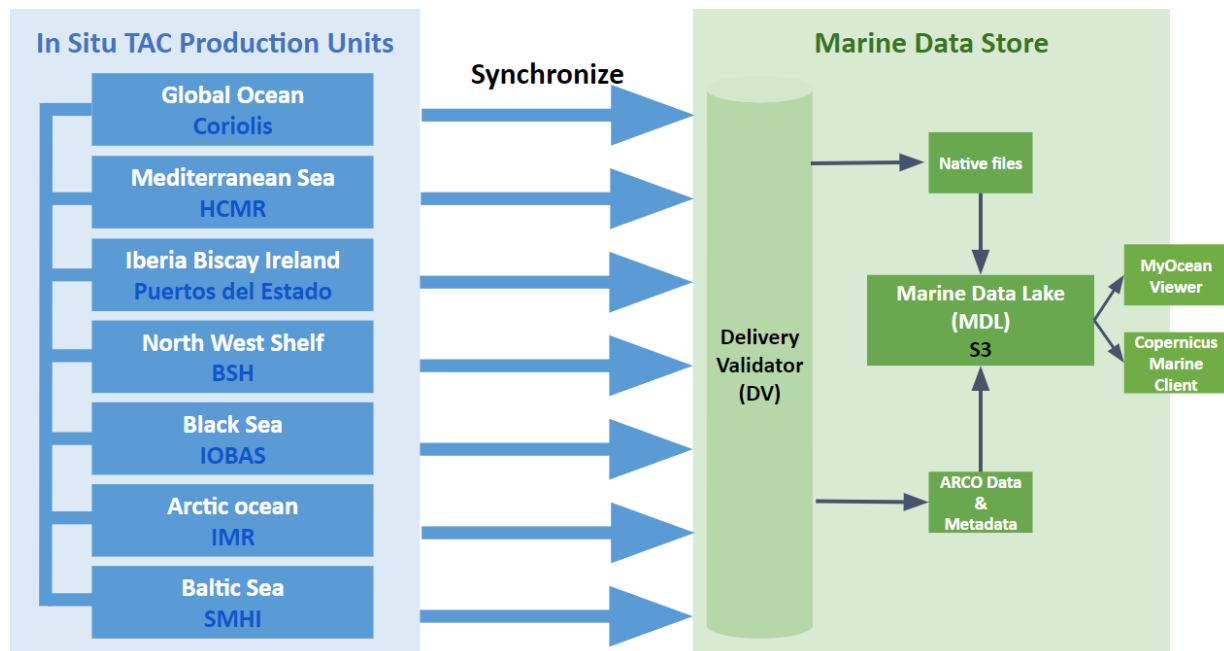 In Situ TAC Production Units
Global Ocean
Coriolis
Mediterranean Sea
HCMR
Iberia Biscay Ireland
Puertos del Estado
North West Shelf
BSH
Black Sea
IOBAS
Arctic ocean
IMR
Baltic Sea
SMHI
Synchronize
Marine Data Store
Delivery
Validator
(DV)
Native files
Marine Data Lake
(MDL)
S3
ARCO Data
&
Metadata
MyOcean
Viewer
Copernicus
Marine
Client